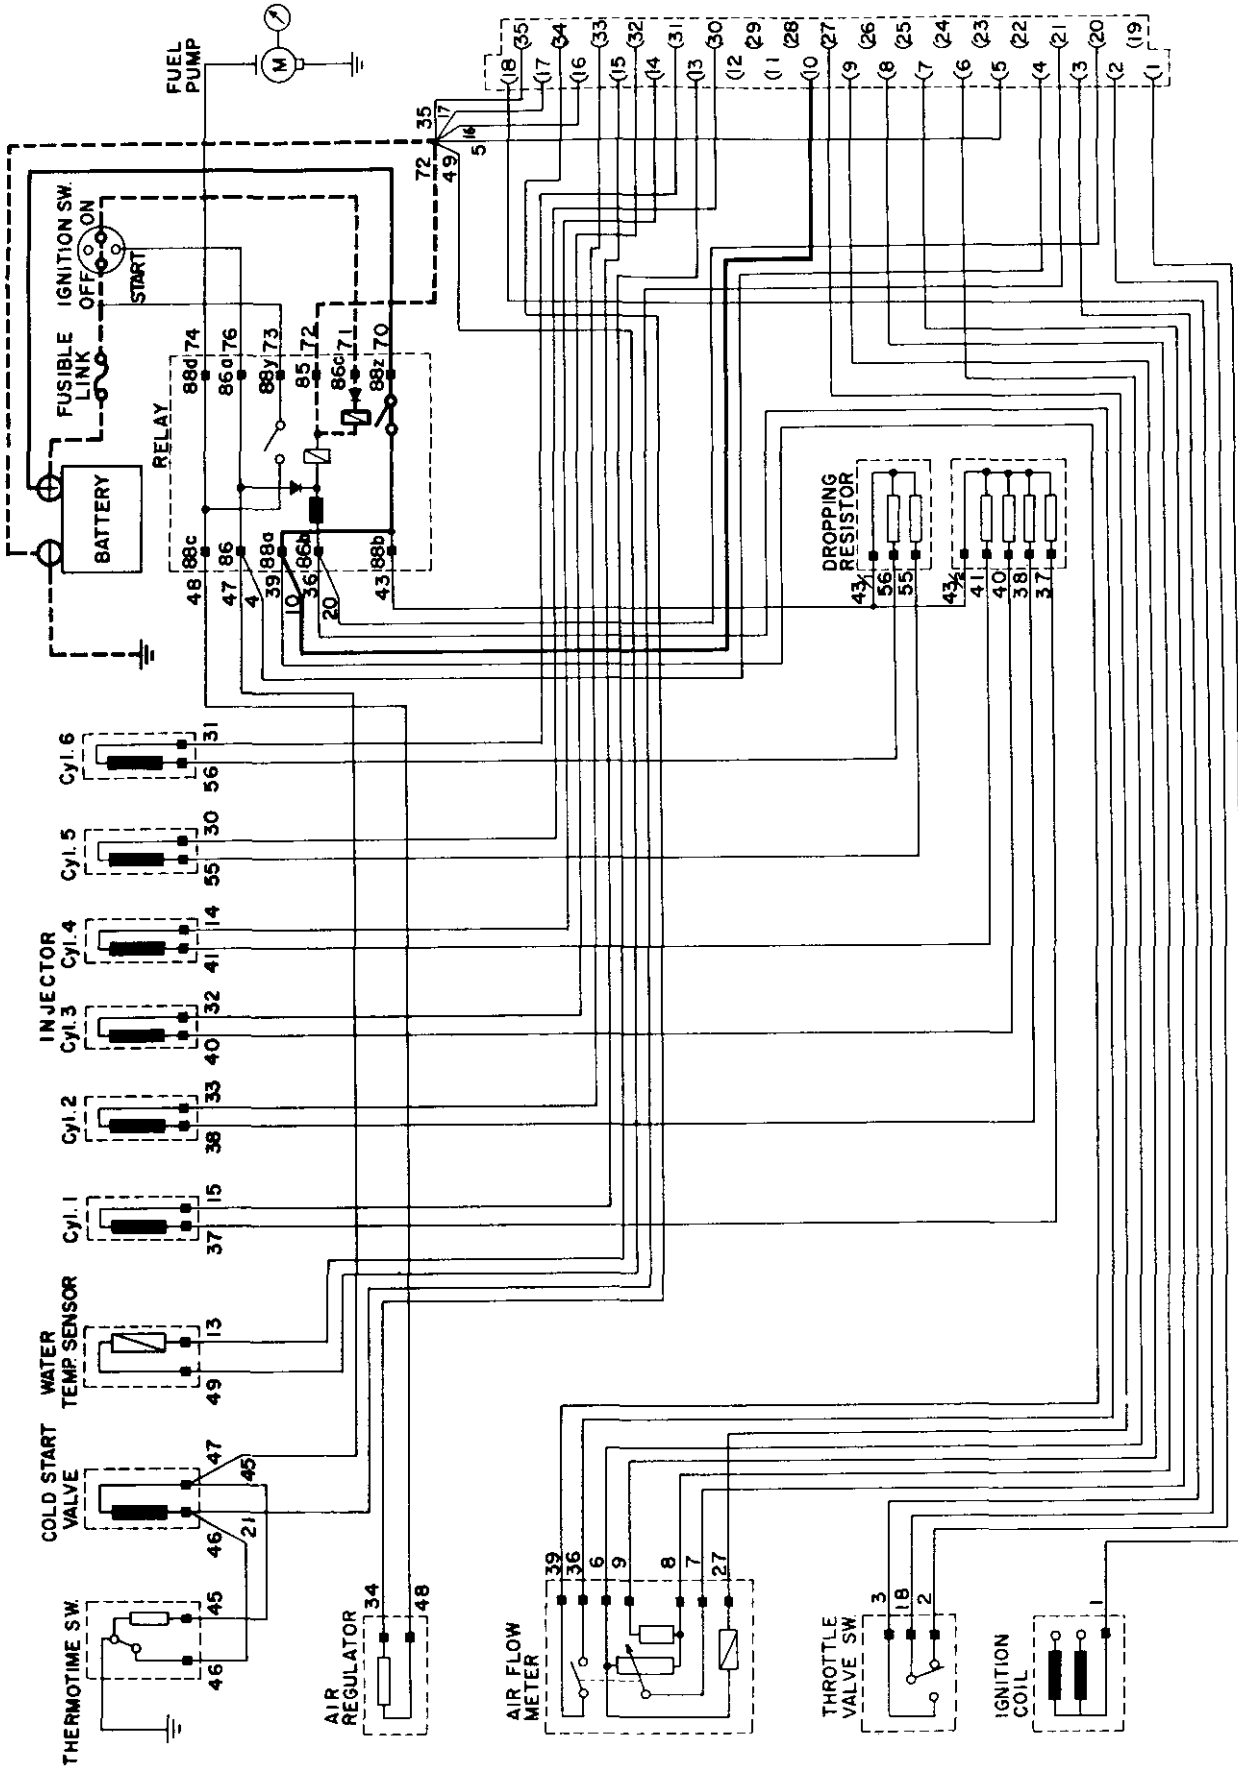 THERMOTIME SW.
46
45
COLD START
VALVE
46
47
21
45
WATER
TEMP. SENSOR
49
13
INJECTOR
Cyl. 1
37
15
Cyl. 2
38
33
Cyl. 3
40
32
Cyl. 4
41
14
Cyl. 5
55
30
Cyl. 6
56
31
BATTERY
FUSIBLE
LINK
IGNITION SW.
OFF
ON
START
FUEL
PUMP
M
RELAY
48 88c 88d 74
47 86 86a 76
4
39 88a 88y 73
10
36 86b 85 72
20
86c 71
43 88b 88z 70
72
49
35
17
16
5
AIR
REGULATOR
34
48
AIR FLOW
METER
39
36
6
9
8
7
27
THROTTLE
VALVE SW.
3
18
2
IGNITION
COIL
1
DROPPING
RESISTOR
43/
56
55
43/2
41
40
38
37
(18 (35
(17 (34
(16 (33
(15 (32
(14 (31
(13 (30
(12 (29
(11 (28
(10 (27
(9 (26
(8 (25
(7 (24
(6 (23
(5 (22
(4 (21
(3 (20
(2 (19
(1